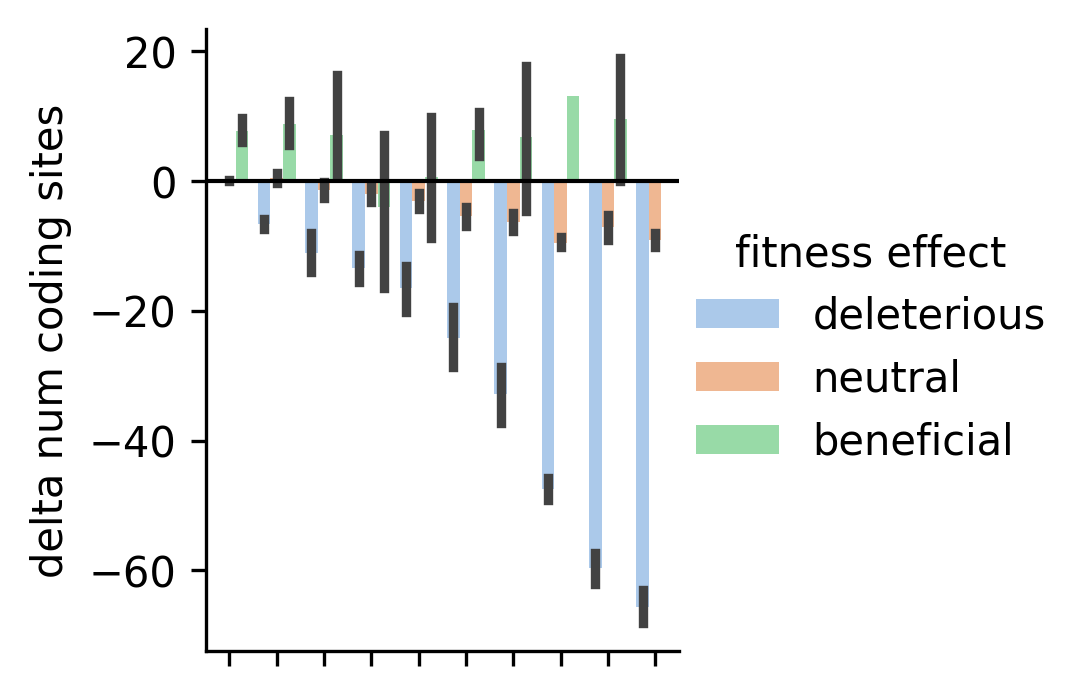 20
0
−20
−40
−60
delta num coding sites
fitness effect
deleterious
neutral
beneficial